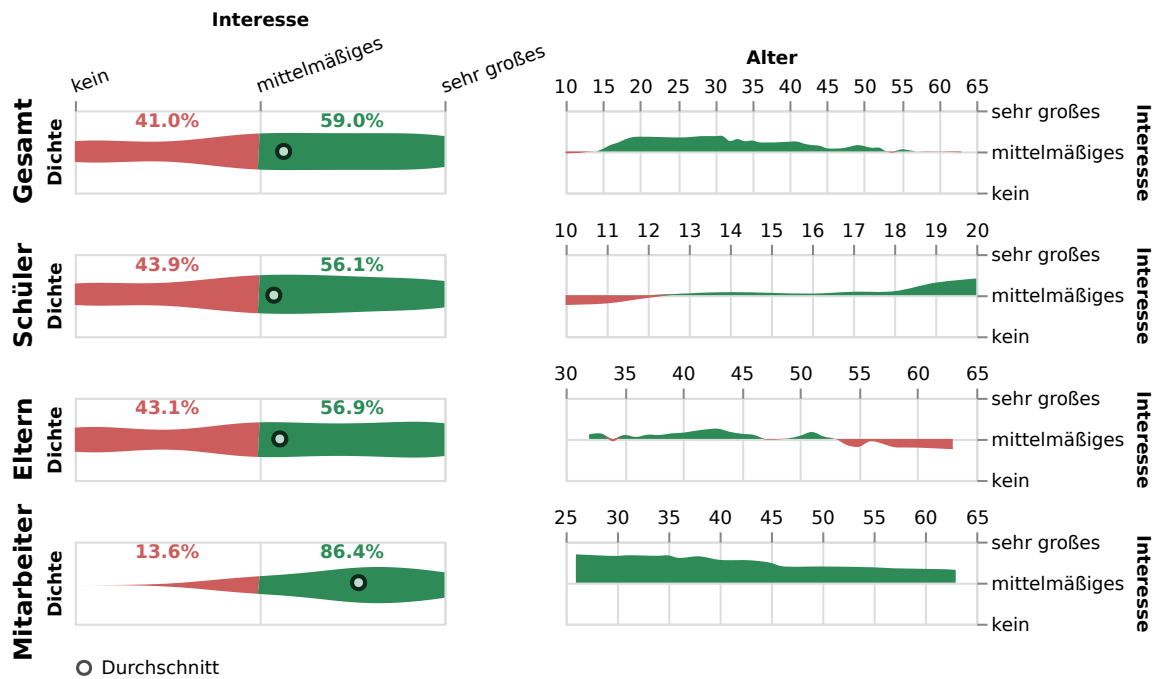 Interesse
kein mittelmäßiges sehr großes
Alter
10 15 20 25 30 35 40 45 50 55 60 65
Gesamt
Dichte
41.0% 59.0%
sehr großes
mittelmäßiges
kein
Interesse
10 11 12 13 14 15 16 17 18 19 20
Schüler
Dichte
43.9% 56.1%
sehr großes
mittelmäßiges
kein
Interesse
30 35 40 45 50 55 60 65
Eltern
Dichte
43.1% 56.9%
sehr großes
mittelmäßiges
kein
Interesse
25 30 35 40 45 50 55 60 65
Mitarbeiter
Dichte
13.6% 86.4%
sehr großes
mittelmäßiges
kein
Interesse
Durchschnitt